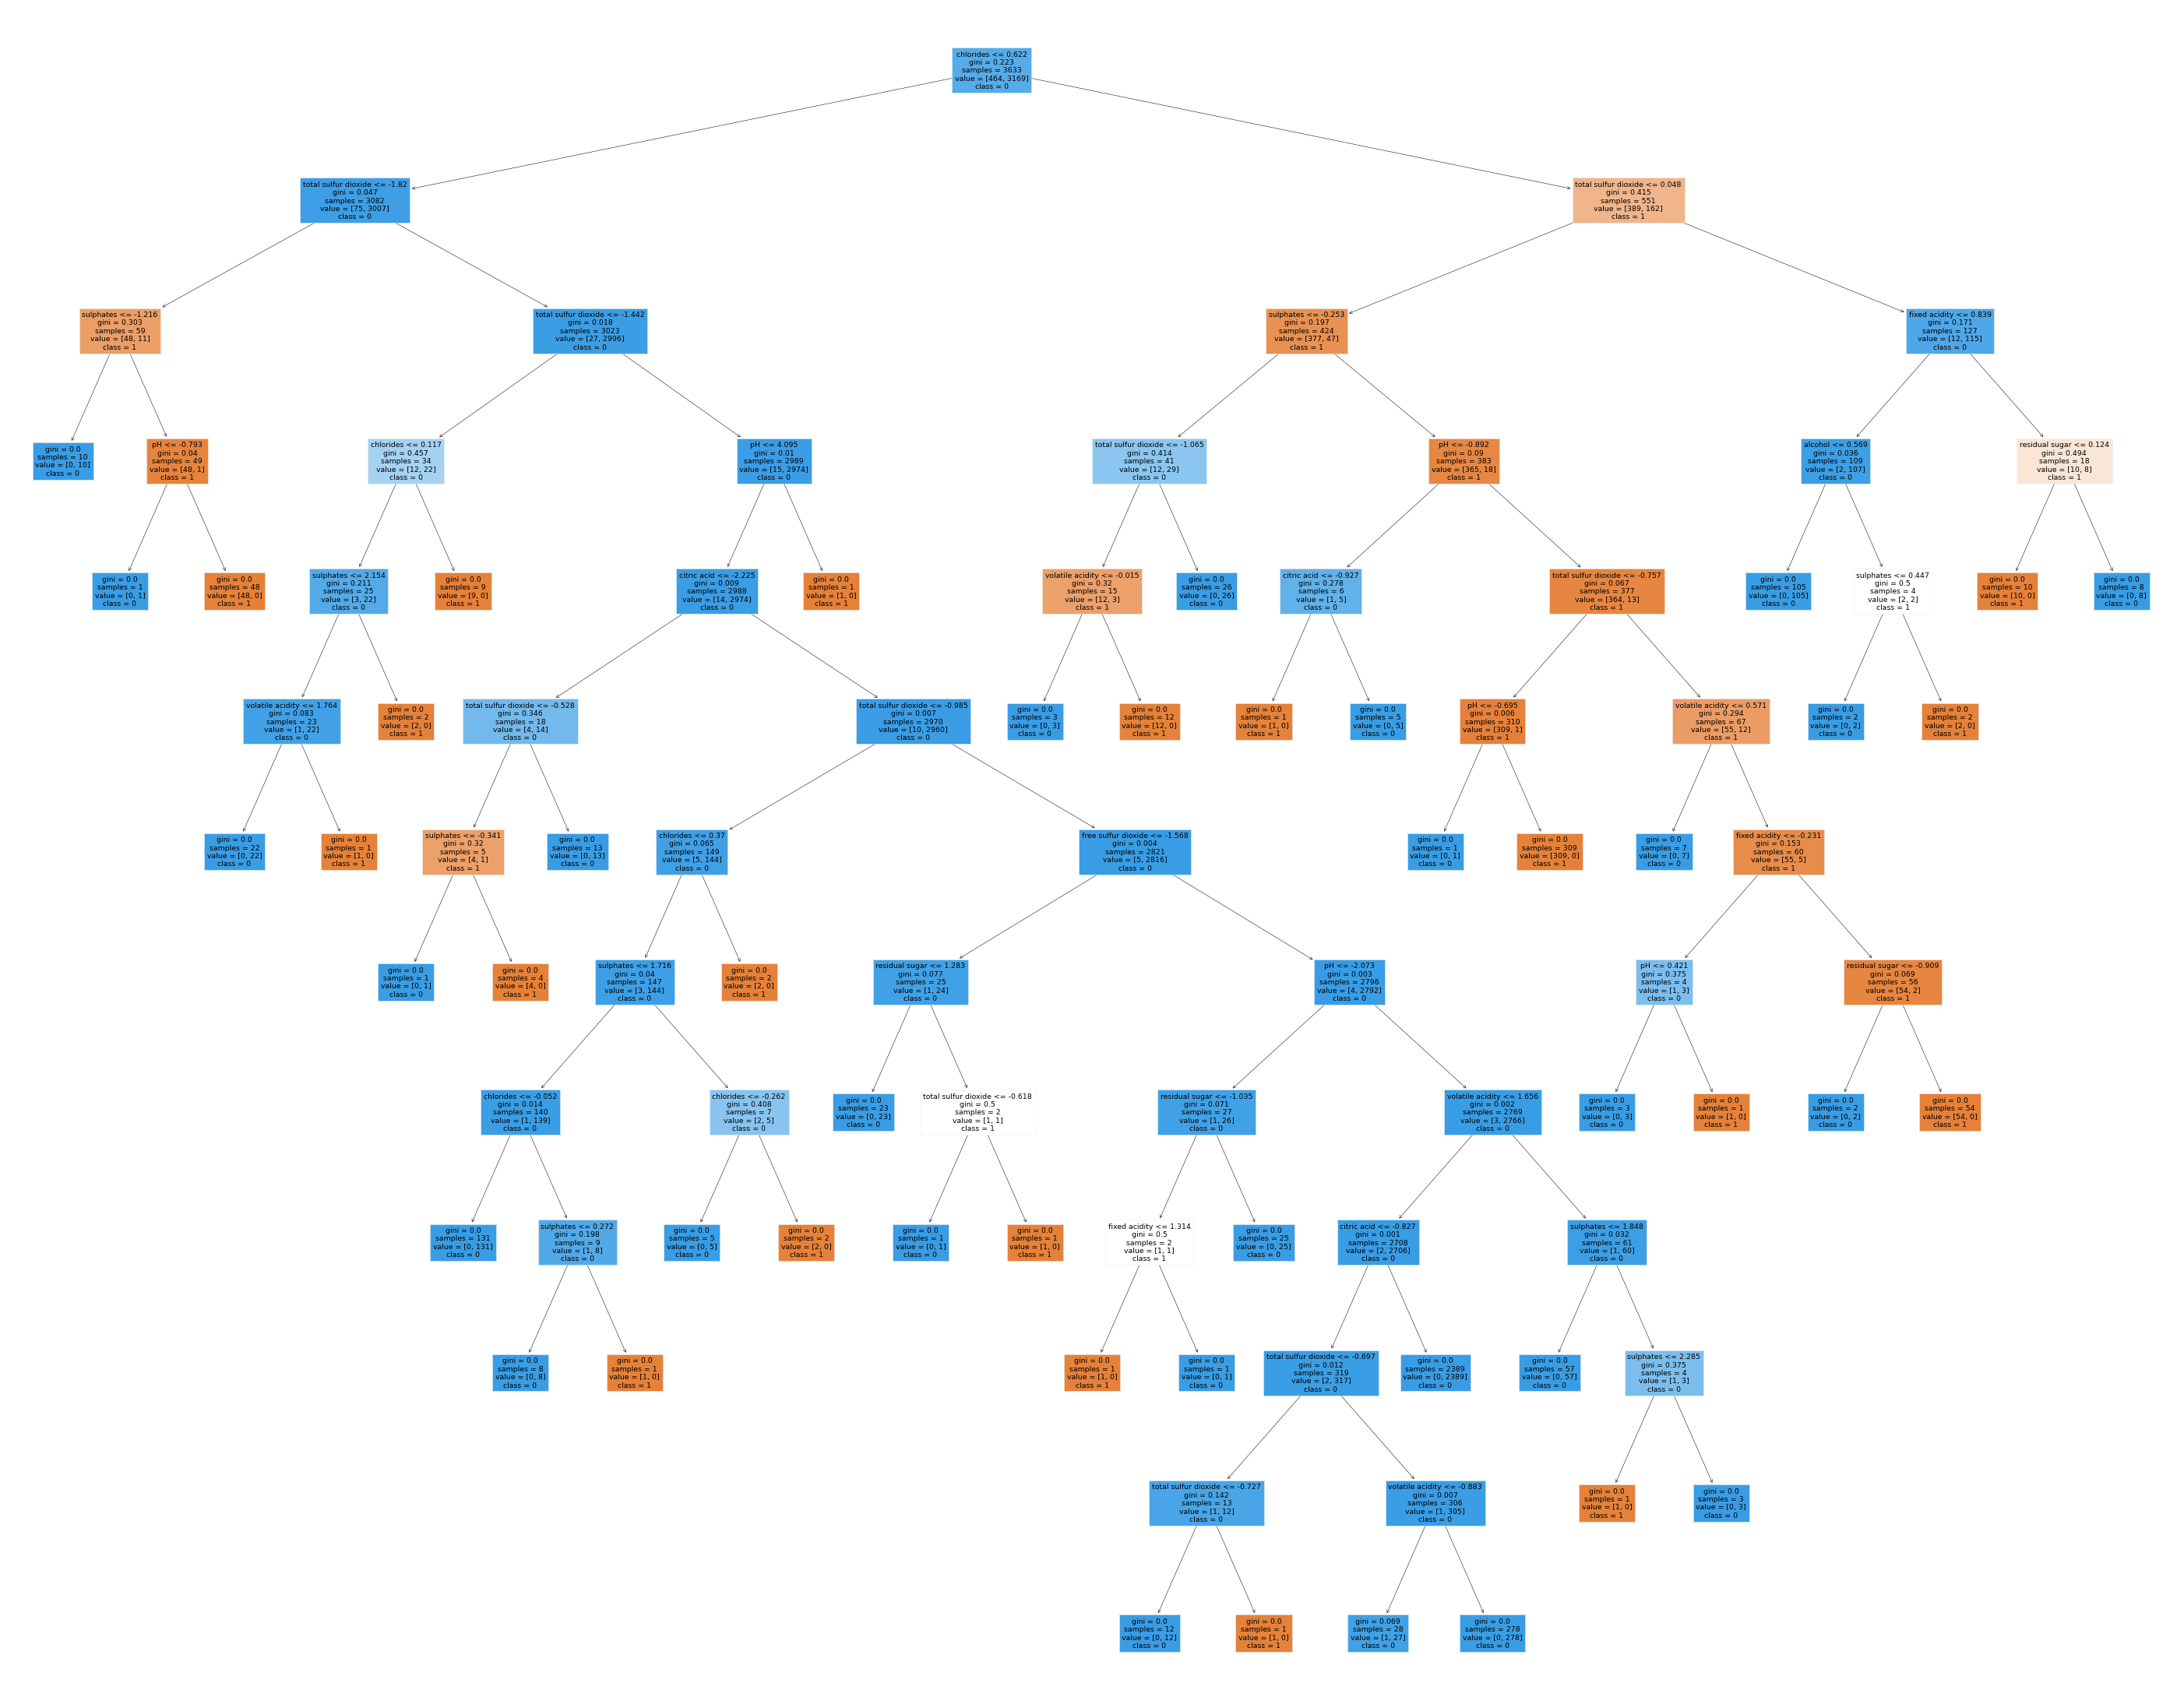 chlorides <= 0.622
gini = 0.223
samples = 3633
value = [464, 3169]
class = 0
total sulfur dioxide <= -1.82
gini = 0.047
samples = 3082
value = [75, 3007]
class = 0
total sulfur dioxide <= 0.048
gini = 0.415
samples = 551
value = [389, 162]
class = 1
sulphates <= -1.216
gini = 0.303
samples = 59
value = [48, 11]
class = 1
total sulfur dioxide <= -1.442
gini = 0.018
samples = 3023
value = [27, 2996]
class = 0
sulphates <= -0.253
gini = 0.197
samples = 424
value = [377, 47]
class = 1
fixed acidity <= 0.839
gini = 0.171
samples = 127
value = [12, 115]
class = 0
gini = 0.0
samples = 10
value = [0, 10]
class = 0
pH <= -0.793
gini = 0.04
samples = 49
value = [48, 1]
class = 1
chlorides <= 0.117
gini = 0.457
samples = 34
value = [12, 22]
class = 0
pH <= 4.095
gini = 0.01
samples = 2989
value = [15, 2974]
class = 0
total sulfur dioxide <= -1.065
gini = 0.414
samples = 41
value = [12, 29]
class = 0
pH <= -0.892
gini = 0.09
samples = 383
value = [365, 18]
class = 1
alcohol <= 0.569
gini = 0.036
samples = 109
value = [2, 107]
class = 0
residual sugar <= 0.124
gini = 0.494
samples = 18
value = [10, 8]
class = 1
gini = 0.0
samples = 1
value = [0, 1]
class = 0
gini = 0.0
samples = 48
value = [48, 0]
class = 1
sulphates <= 2.154
gini = 0.211
samples = 25
value = [3, 22]
class = 0
gini = 0.0
samples = 9
value = [9, 0]
class = 1
citric acid <= -2.225
gini = 0.009
samples = 2988
value = [14, 2974]
class = 0
gini = 0.0
samples = 1
value = [1, 0]
class = 1
volatile acidity <= -0.015
gini = 0.32
samples = 15
value = [12, 3]
class = 1
gini = 0.0
samples = 26
value = [0, 26]
class = 0
citric acid <= -0.927
gini = 0.278
samples = 6
value = [1, 5]
class = 0
total sulfur dioxide <= -0.757
gini = 0.067
samples = 377
value = [364, 13]
class = 1
gini = 0.0
samples = 105
value = [0, 105]
class = 0
sulphates <= 0.447
gini = 0.5
samples = 4
value = [2, 2]
class = 1
gini = 0.0
samples = 10
value = [10, 0]
class = 1
gini = 0.0
samples = 8
value = [0, 8]
class = 0
volatile acidity <= 1.764
gini = 0.083
samples = 23
value = [1, 22]
class = 0
gini = 0.0
samples = 2
value = [2, 0]
class = 1
total sulfur dioxide <= -0.528
gini = 0.346
samples = 18
value = [4, 14]
class = 0
total sulfur dioxide <= -0.985
gini = 0.007
samples = 2970
value = [10, 2960]
class = 0
gini = 0.0
samples = 3
value = [0, 3]
class = 0
gini = 0.0
samples = 12
value = [12, 0]
class = 1
gini = 0.0
samples = 1
value = [1, 0]
class = 1
gini = 0.0
samples = 5
value = [0, 5]
class = 0
pH <= -0.695
gini = 0.006
samples = 310
value = [309, 1]
class = 1
volatile acidity <= 0.571
gini = 0.294
samples = 67
value = [55, 12]
class = 1
gini = 0.0
samples = 2
value = [0, 2]
class = 0
gini = 0.0
samples = 2
value = [2, 0]
class = 1
gini = 0.0
samples = 22
value = [0, 22]
class = 0
gini = 0.0
samples = 1
value = [1, 0]
class = 1
sulphates <= -0.341
gini = 0.32
samples = 5
value = [4, 1]
class = 1
gini = 0.0
samples = 13
value = [0, 13]
class = 0
chlorides <= 0.37
gini = 0.065
samples = 149
value = [5, 144]
class = 0
free sulfur dioxide <= -1.568
gini = 0.004
samples = 2821
value = [5, 2816]
class = 0
gini = 0.0
samples = 1
value = [0, 1]
class = 0
gini = 0.0
samples = 309
value = [309, 0]
class = 1
gini = 0.0
samples = 7
value = [0, 7]
class = 0
fixed acidity <= -0.231
gini = 0.153
samples = 60
value = [55, 5]
class = 1
gini = 0.0
samples = 1
value = [0, 1]
class = 0
gini = 0.0
samples = 4
value = [4, 0]
class = 1
sulphates <= 1.716
gini = 0.04
samples = 147
value = [3, 144]
class = 0
gini = 0.0
samples = 2
value = [2, 0]
class = 1
residual sugar <= 1.283
gini = 0.077
samples = 25
value = [1, 24]
class = 0
pH <= -2.073
gini = 0.003
samples = 2796
value = [4, 2792]
class = 0
pH <= 0.421
gini = 0.375
samples = 4
value = [1, 3]
class = 0
residual sugar <= -0.909
gini = 0.069
samples = 56
value = [54, 2]
class = 1
chlorides <= -0.052
gini = 0.014
samples = 140
value = [1, 139]
class = 0
chlorides <= -0.262
gini = 0.408
samples = 7
value = [2, 5]
class = 0
gini = 0.0
samples = 23
value = [0, 23]
class = 0
total sulfur dioxide <= -0.618
gini = 0.5
samples = 2
value = [1, 1]
class = 1
residual sugar <= -1.035
gini = 0.071
samples = 27
value = [1, 26]
class = 0
volatile acidity <= 1.656
gini = 0.002
samples = 2769
value = [3, 2766]
class = 0
gini = 0.0
samples = 3
value = [0, 3]
class = 0
gini = 0.0
samples = 1
value = [1, 0]
class = 1
gini = 0.0
samples = 2
value = [0, 2]
class = 0
gini = 0.0
samples = 54
value = [54, 0]
class = 1
gini = 0.0
samples = 131
value = [0, 131]
class = 0
sulphates <= 0.272
gini = 0.198
samples = 9
value = [1, 8]
class = 0
gini = 0.0
samples = 5
value = [0, 5]
class = 0
gini = 0.0
samples = 2
value = [2, 0]
class = 1
gini = 0.0
samples = 1
value = [0, 1]
class = 0
gini = 0.0
samples = 1
value = [1, 0]
class = 1
fixed acidity <= 1.314
gini = 0.5
samples = 2
value = [1, 1]
class = 1
gini = 0.0
samples = 25
value = [0, 25]
class = 0
citric acid <= -0.827
gini = 0.001
samples = 2708
value = [2, 2706]
class = 0
sulphates <= 1.848
gini = 0.032
samples = 61
value = [1, 60]
class = 0
gini = 0.0
samples = 8
value = [0, 8]
class = 0
gini = 0.0
samples = 1
value = [1, 0]
class = 1
gini = 0.0
samples = 1
value = [1, 0]
class = 1
gini = 0.0
samples = 1
value = [0, 1]
class = 0
total sulfur dioxide <= -0.697
gini = 0.012
samples = 319
value = [2, 317]
class = 0
gini = 0.0
samples = 2389
value = [0, 2389]
class = 0
gini = 0.0
samples = 57
value = [0, 57]
class = 0
sulphates <= 2.285
gini = 0.375
samples = 4
value = [1, 3]
class = 0
total sulfur dioxide <= -0.727
gini = 0.142
samples = 13
value = [1, 12]
class = 0
volatile acidity <= -0.883
gini = 0.007
samples = 306
value = [1, 305]
class = 0
gini = 0.0
samples = 1
value = [1, 0]
class = 1
gini = 0.0
samples = 3
value = [0, 3]
class = 0
gini = 0.0
samples = 12
value = [0, 12]
class = 0
gini = 0.0
samples = 1
value = [1, 0]
class = 1
gini = 0.069
samples = 28
value = [1, 27]
class = 0
gini = 0.0
samples = 278
value = [0, 278]
class = 0